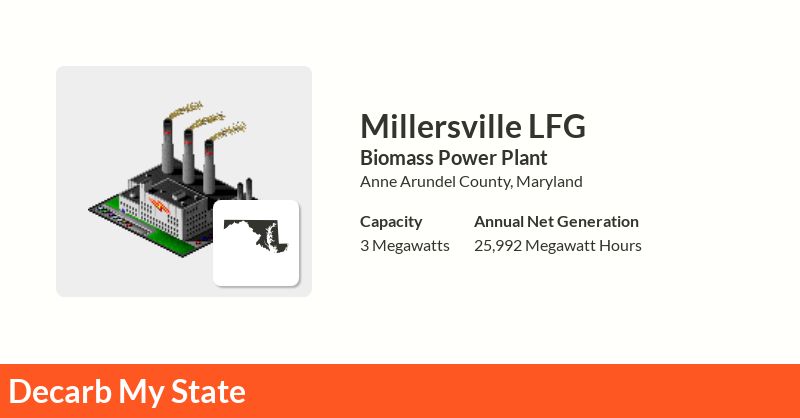 Millersville LFG
Biomass Power Plant
Anne Arundel County, Maryland
Capacity
3 Megawatts
Annual Net Generation
25,992 Megawatt Hours
Decarb My State